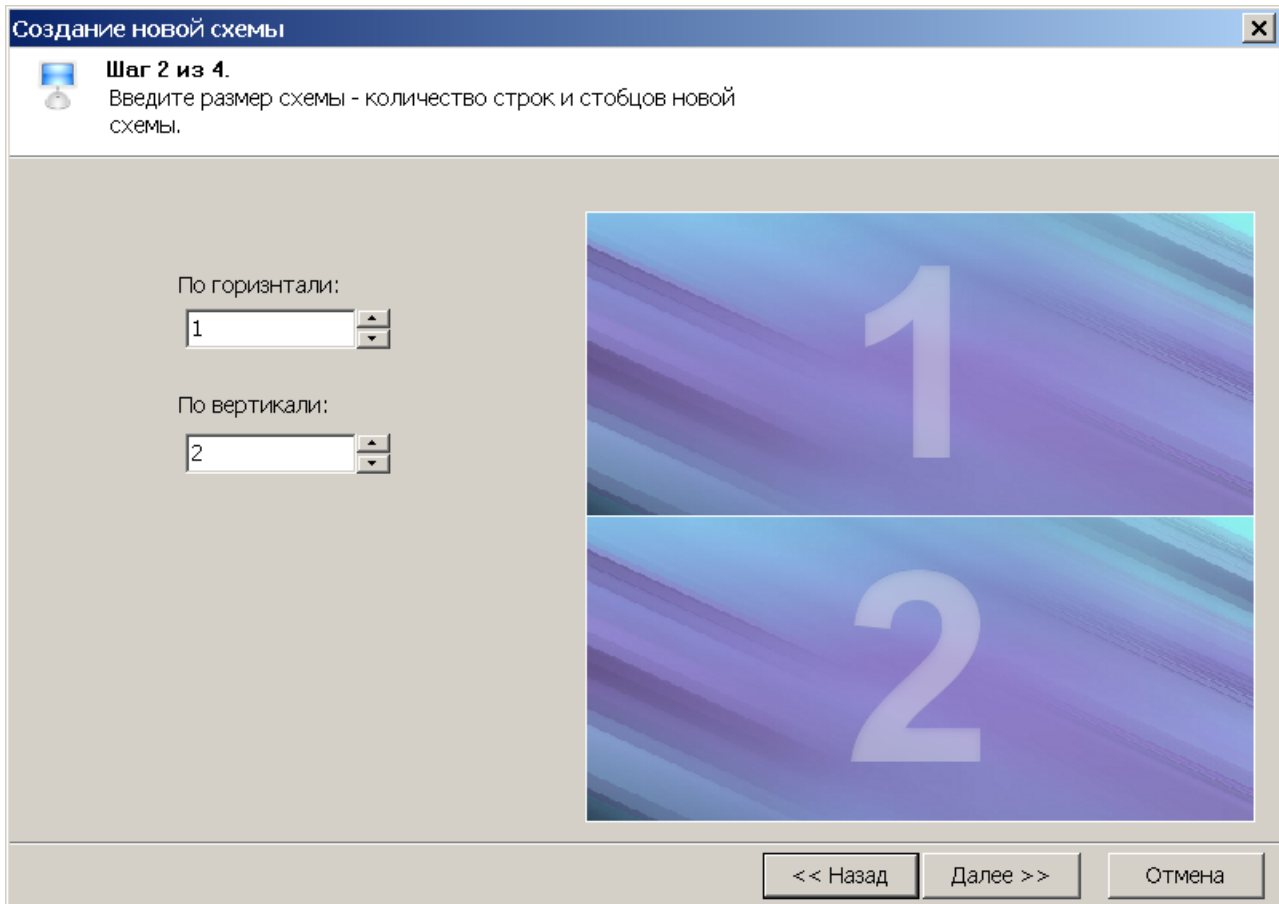 Создание новой схемы
Шаг 2 из 4.
Введите размер схемы - количество строк и стобцов новой
схемы.
По горизнтали:
1
По вертикали:
2
1
2
<< Назад
Далее >>
Отмена